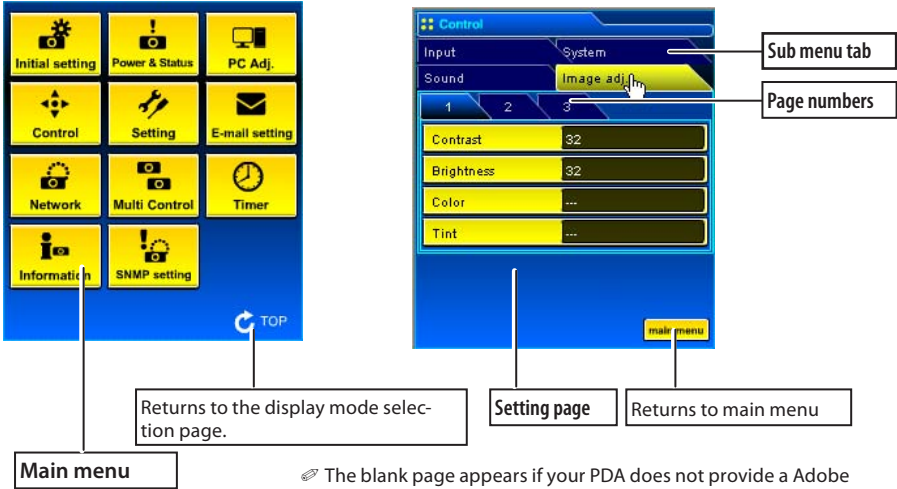 Initial setting
Power & Status
PC Adj.
Control
Setting
E-mail setting
Network
Multi Control
Timer
Information
SNMP setting
TOP
Control
Input
System
Sound
Image adj.
1
2
3
Contrast
32
Brightness
32
Color
---
Tint
---
main menu
Sub menu tab
Page numbers
Returns to the display mode selec-
tion page.
Setting page
Returns to main menu
Main menu
✐ The blank page appears if your PDA does not provide a Adobe